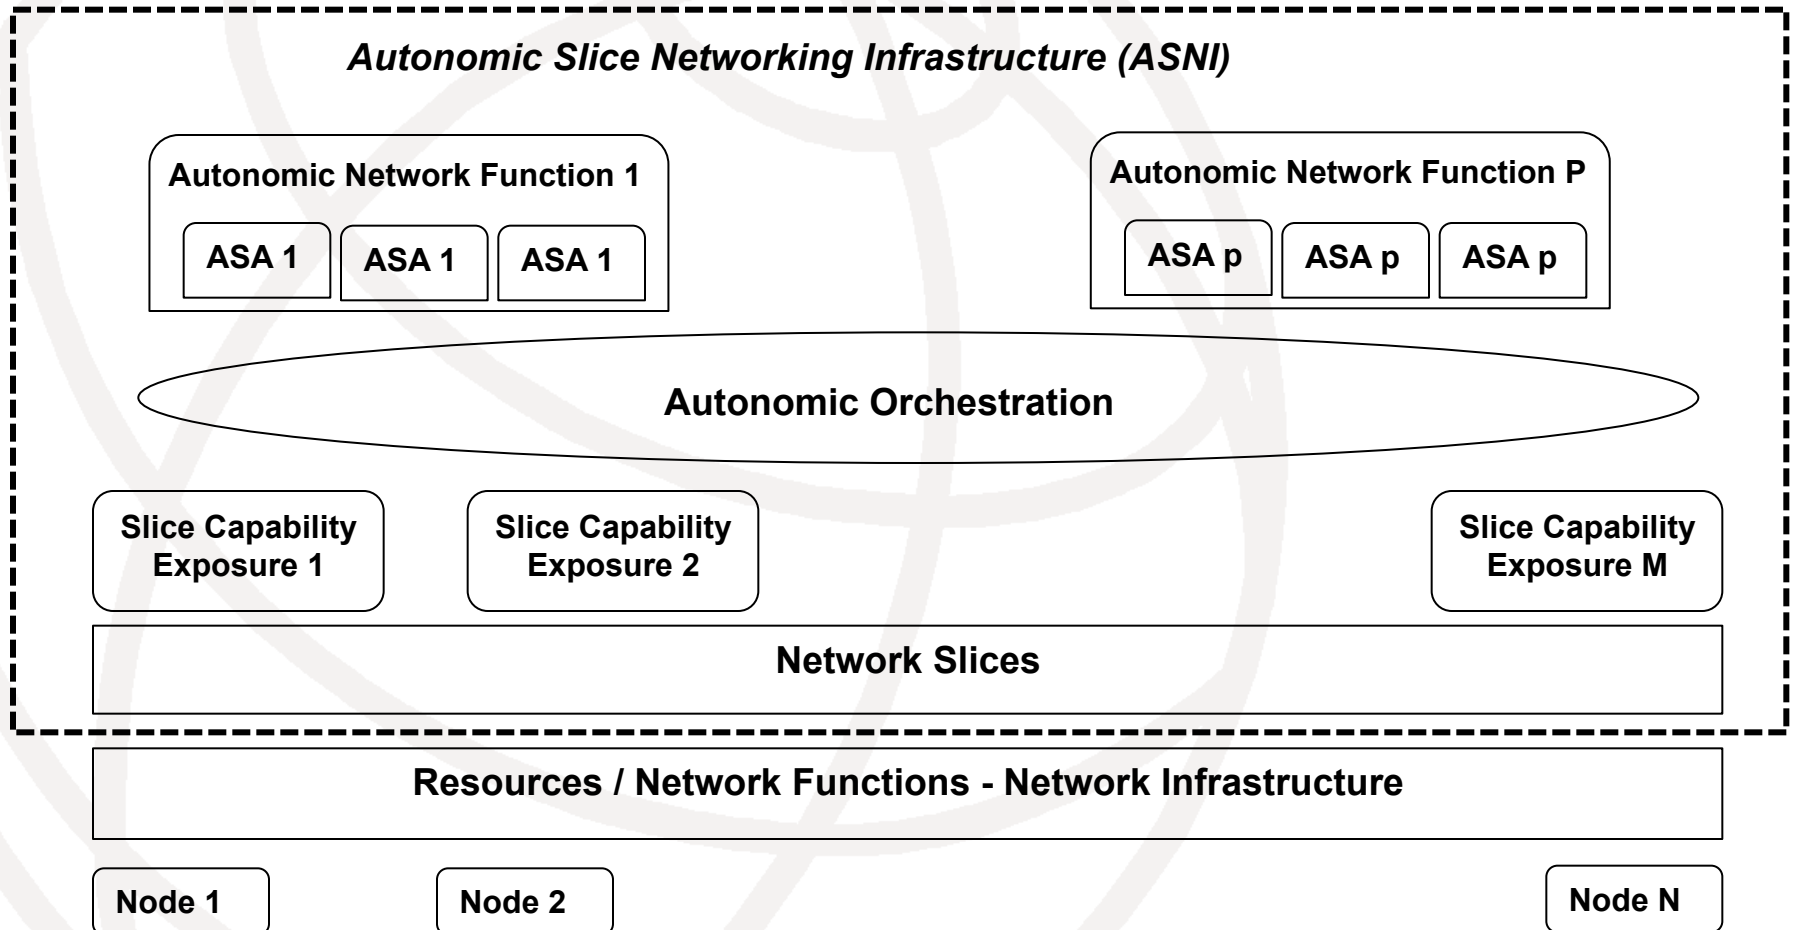 Autonomic Slice Networking Infrastructure (ASNI)
Autonomic Network Function 1
ASA 1 ASA 1 ASA 1
Autonomic Network Function P
ASA p ASA p ASA p
Autonomic Orchestration
Slice Capability
Exposure 1
Slice Capability
Exposure 2
Slice Capability
Exposure M
Network Slices
Resources / Network Functions - Network Infrastructure
Node 1
Node 2
Node N